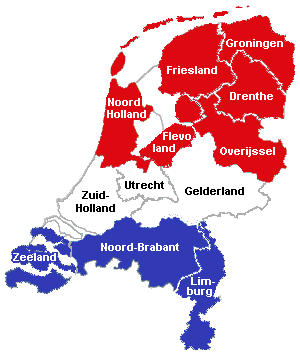 Groningen
Friesland
Drenthe
Noord
Holland
Flevo
land
Overijssel
Utrecht
Gelderland
Zuid-
Holland
Noord-Brabant
Zeeland
Lim-
burg